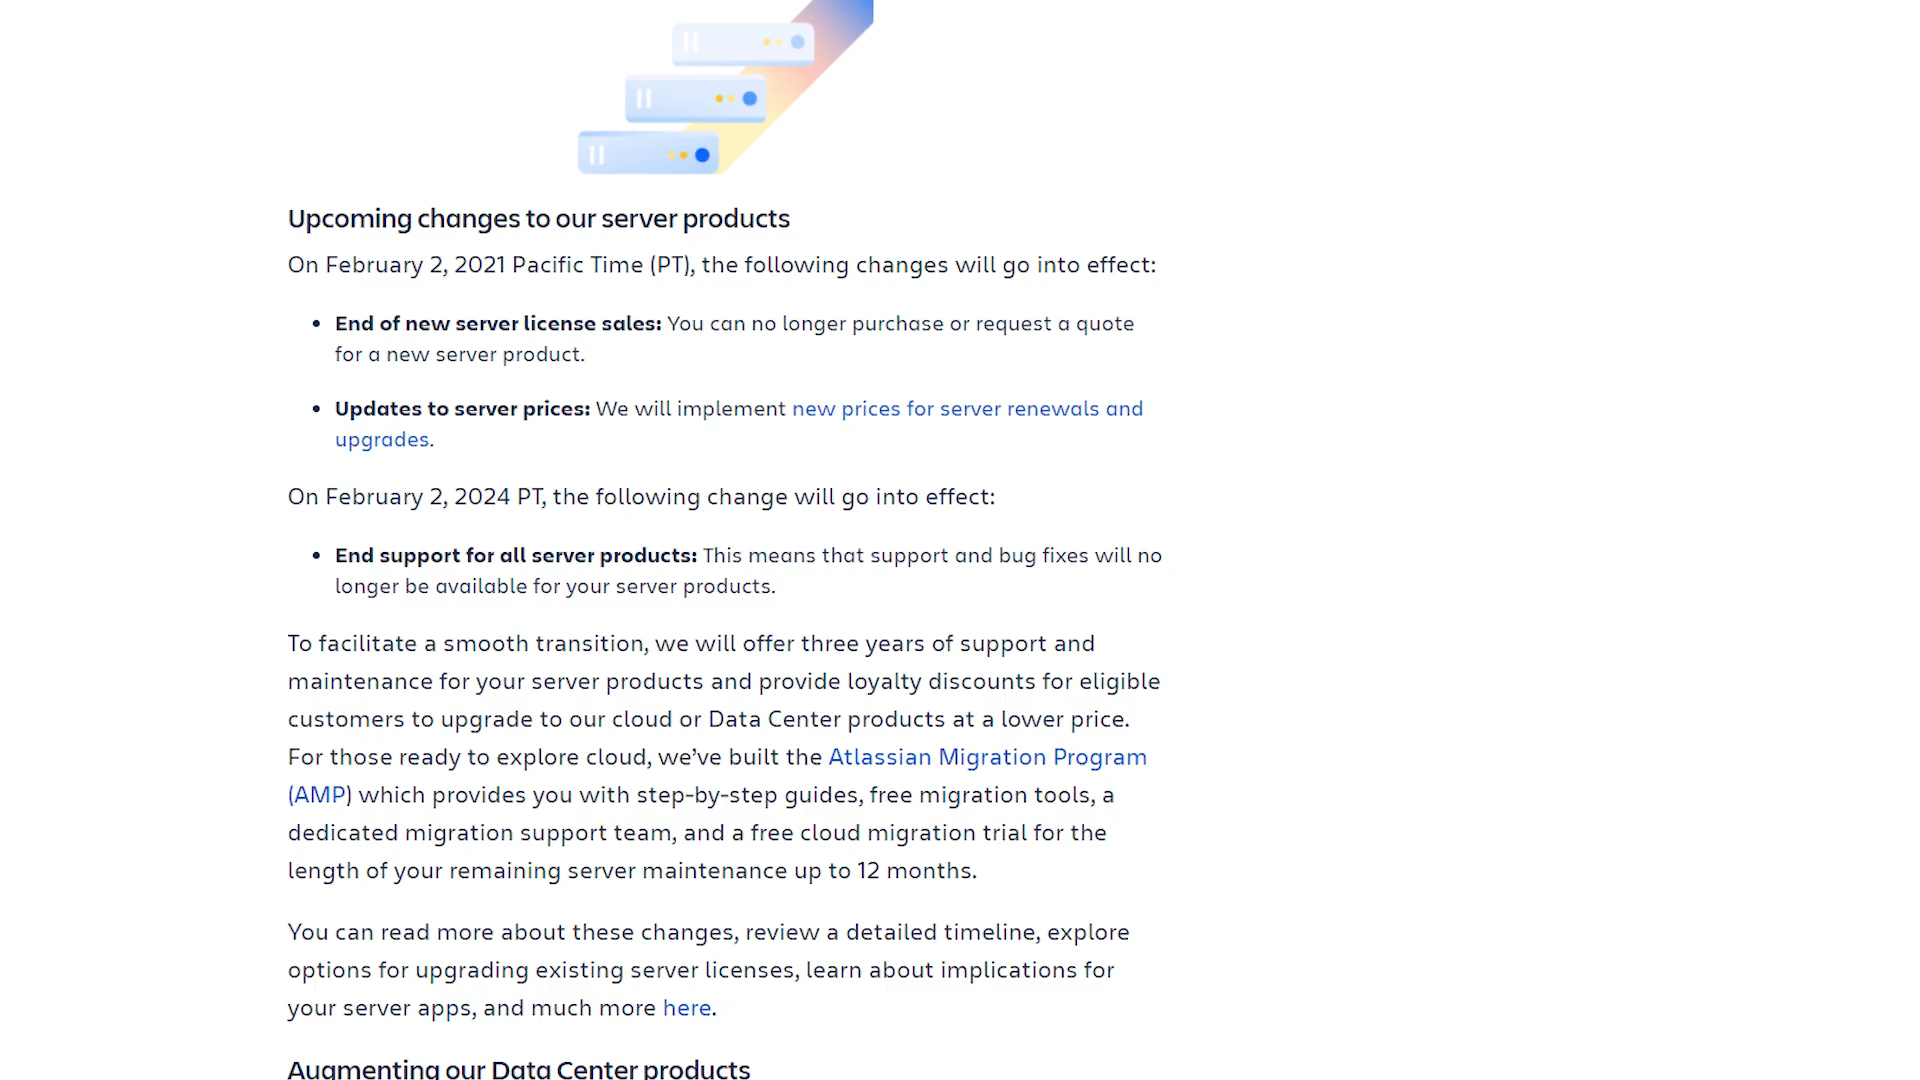 Upcoming changes to our server products
On February 2, 2021 Pacific Time (PT), the following changes will go into effect:
• End of new server license sales: You can no longer purchase or request a quote
for a new server product.
• Updates to server prices: We will implement new prices for server renewals and
upgrades.
On February 2, 2024 PT, the following change will go into effect:
• End support for all server products: This means that support and bug fixes will no
longer be available for your server products.
To facilitate a smooth transition, we will offer three years of support and
maintenance for your server products and provide loyalty discounts for eligible
customers to upgrade to our cloud or Data Center products at a lower price.
For those ready to explore cloud, we’ve built the Atlassian Migration Program
(AMP) which provides you with step-by-step guides, free migration tools, a
dedicated migration support team, and a free cloud migration trial for the
length of your remaining server maintenance up to 12 months.
You can read more about these changes, review a detailed timeline, explore
options for upgrading existing server licenses, learn about implications for
your server apps, and much more here.
Augmenting our Data Center products